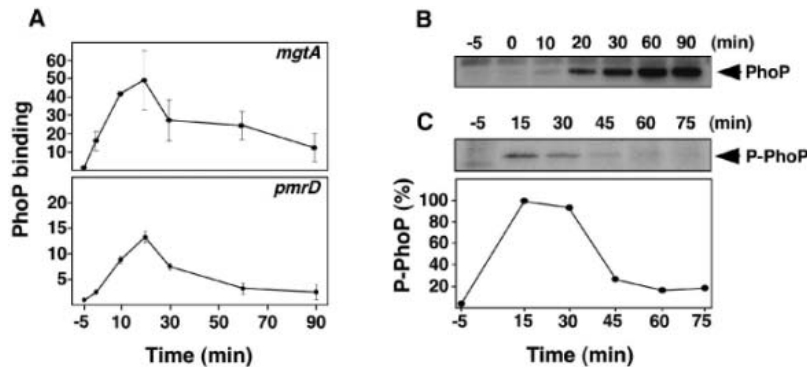 A
PhoP binding
mgtA
60
50
40
30
20
10
pmrD
20
15
10
5
-5 10 30 50 70 90
Time (min)
B
-5 0 10 20 30 60 90 (min)
PhoP
C
-5 15 30 45 60 75 (min)
P-PhoP
P-PhoP (%)
100
80
60
40
20
-5 15 30 45 60 75
Time (min)